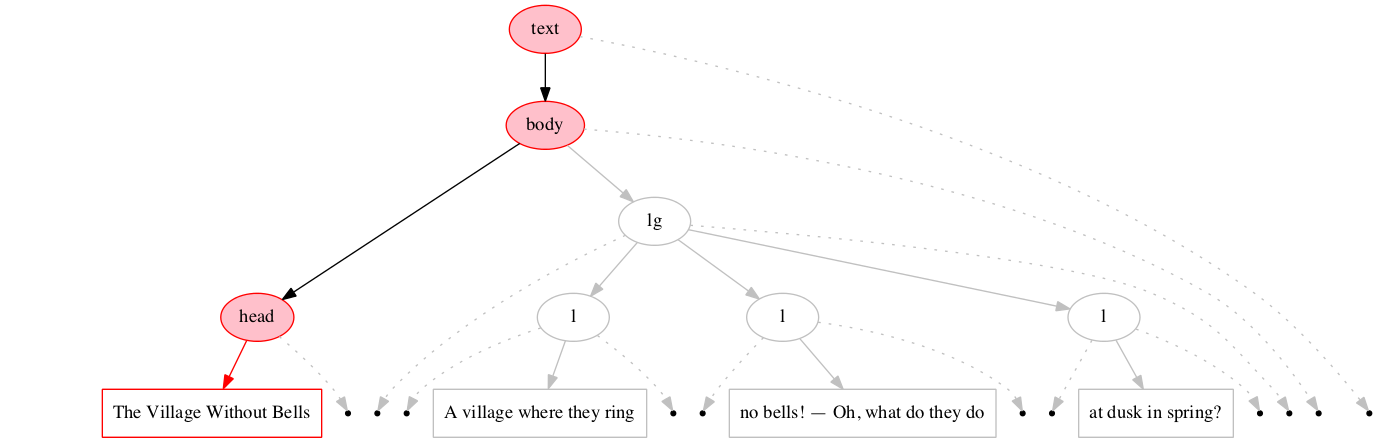 text
body
lg
head
l
l
l
The Village Without Bells
A village where they ring
no bells! — Oh, what do they do
at dusk in spring?